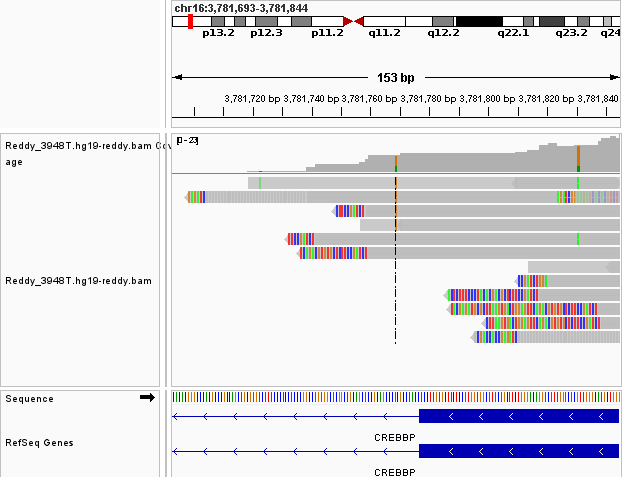 chr16:3,781,693-3,781,844
p13.2 p12.3 p11.2 q11.2 q12.2 q22.1 q23.2 q24
153 bp
3,781,720 bp 3,781,740 bp 3,781,760 bp 3,781,780 bp 3,781,800 bp 3,781,820 bp 3,781,840
Reddy_3948T.hg19-reddy.bam Cov
age
[0-23]
Reddy_3948T.hg19-reddy.bam
Sequence
CREBBP
RefSeq Genes
CREBBP